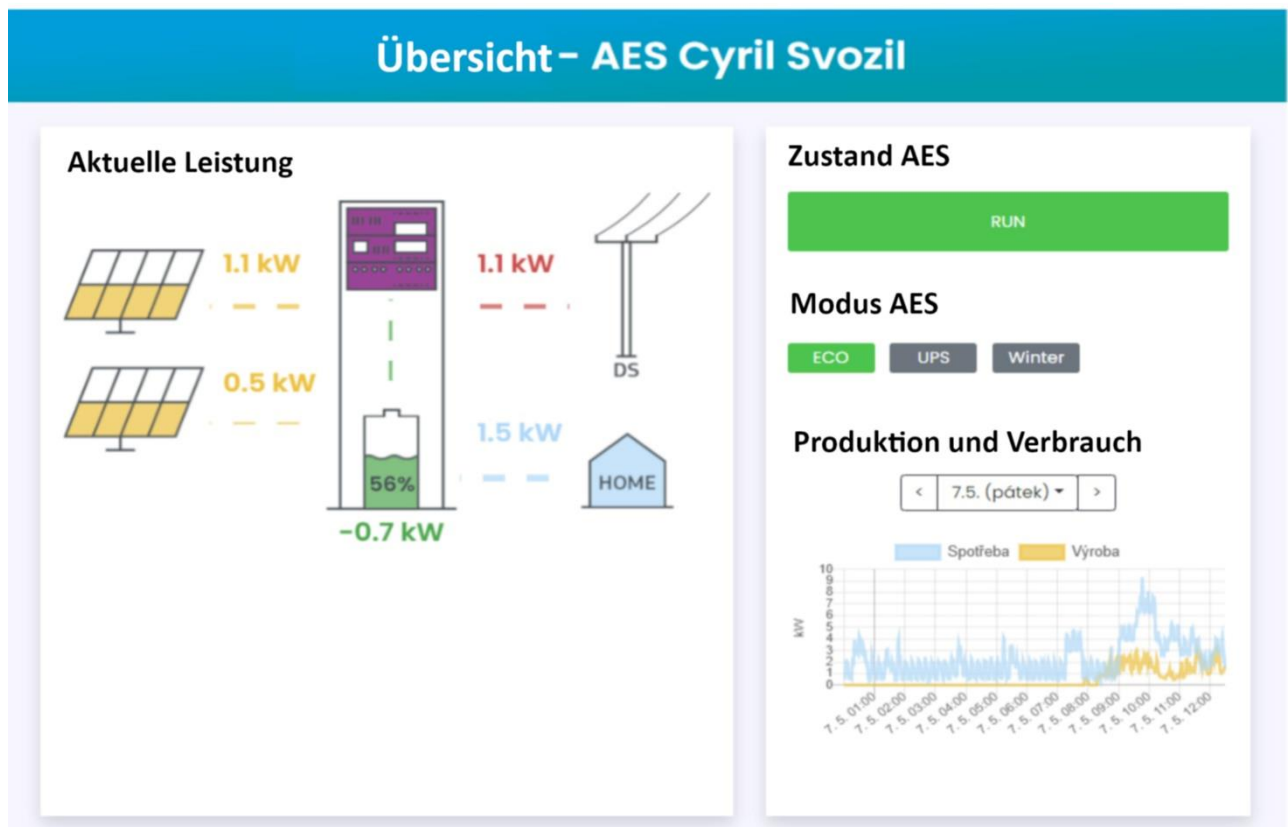 Übersicht - AES Cyril Svozil
Aktuelle Leistung
1.1 kW
1.1 kW
DS
0.5 kW
1.5 kW
56%
HOME
-0.7 kW
Zustand AES
RUN
Modus AES
ECO UPS Winter
Produktion und Verbrauch
< 7.5. (pátek) >
Spotřeba Výroba
kW
10
9
8
7
6
5
4
3
2
1
0
7. 5. 01:00 7. 5. 02:00 7. 5. 03:00 7. 5. 04:00 7. 5. 05:00 7. 5. 06:00 7. 5. 07:00 7. 5. 08:00 7. 5. 09:00 7. 5. 10:00 7. 5. 11:00 7. 5. 12:00